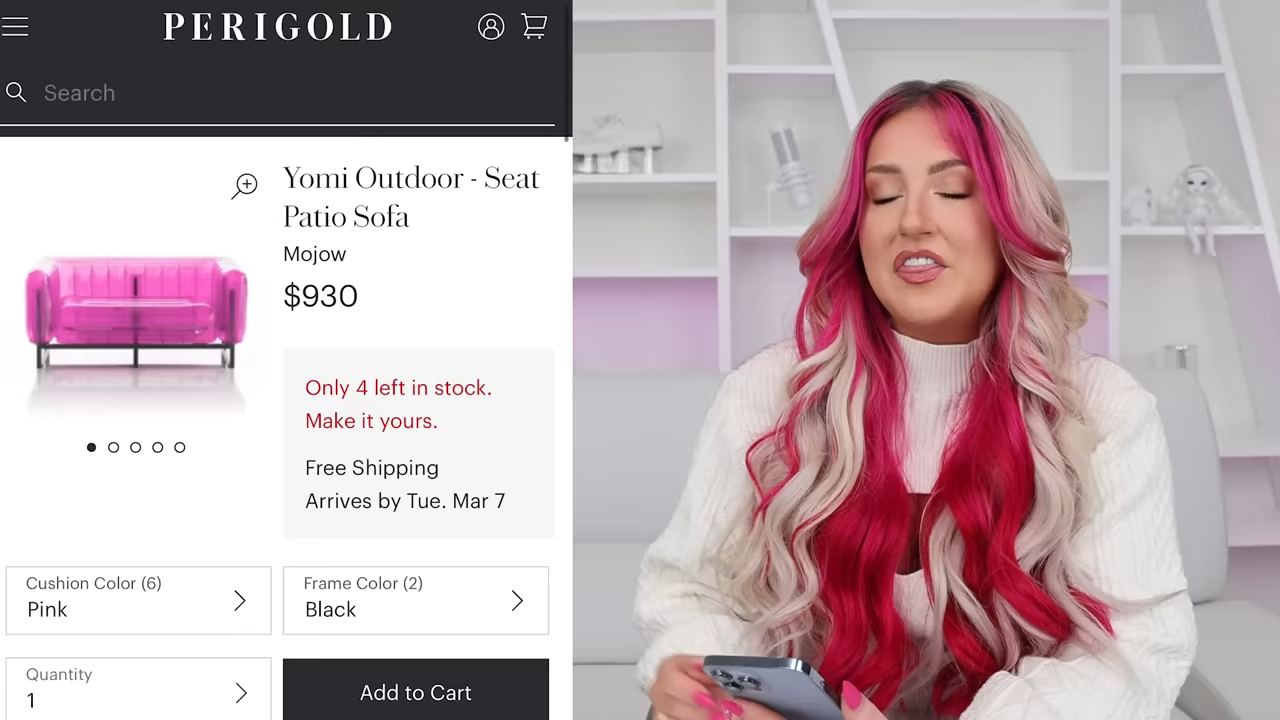 PERIGOLD
Search
Yomi Outdoor - Seat
Patio Sofa
Mojow
$930
Only 4 left in stock.
Make it yours.
Free Shipping
Arrives by Tue. Mar 7
Cushion Color (6)
Pink
Frame Color (2)
Black
Quantity
1
Add to Cart